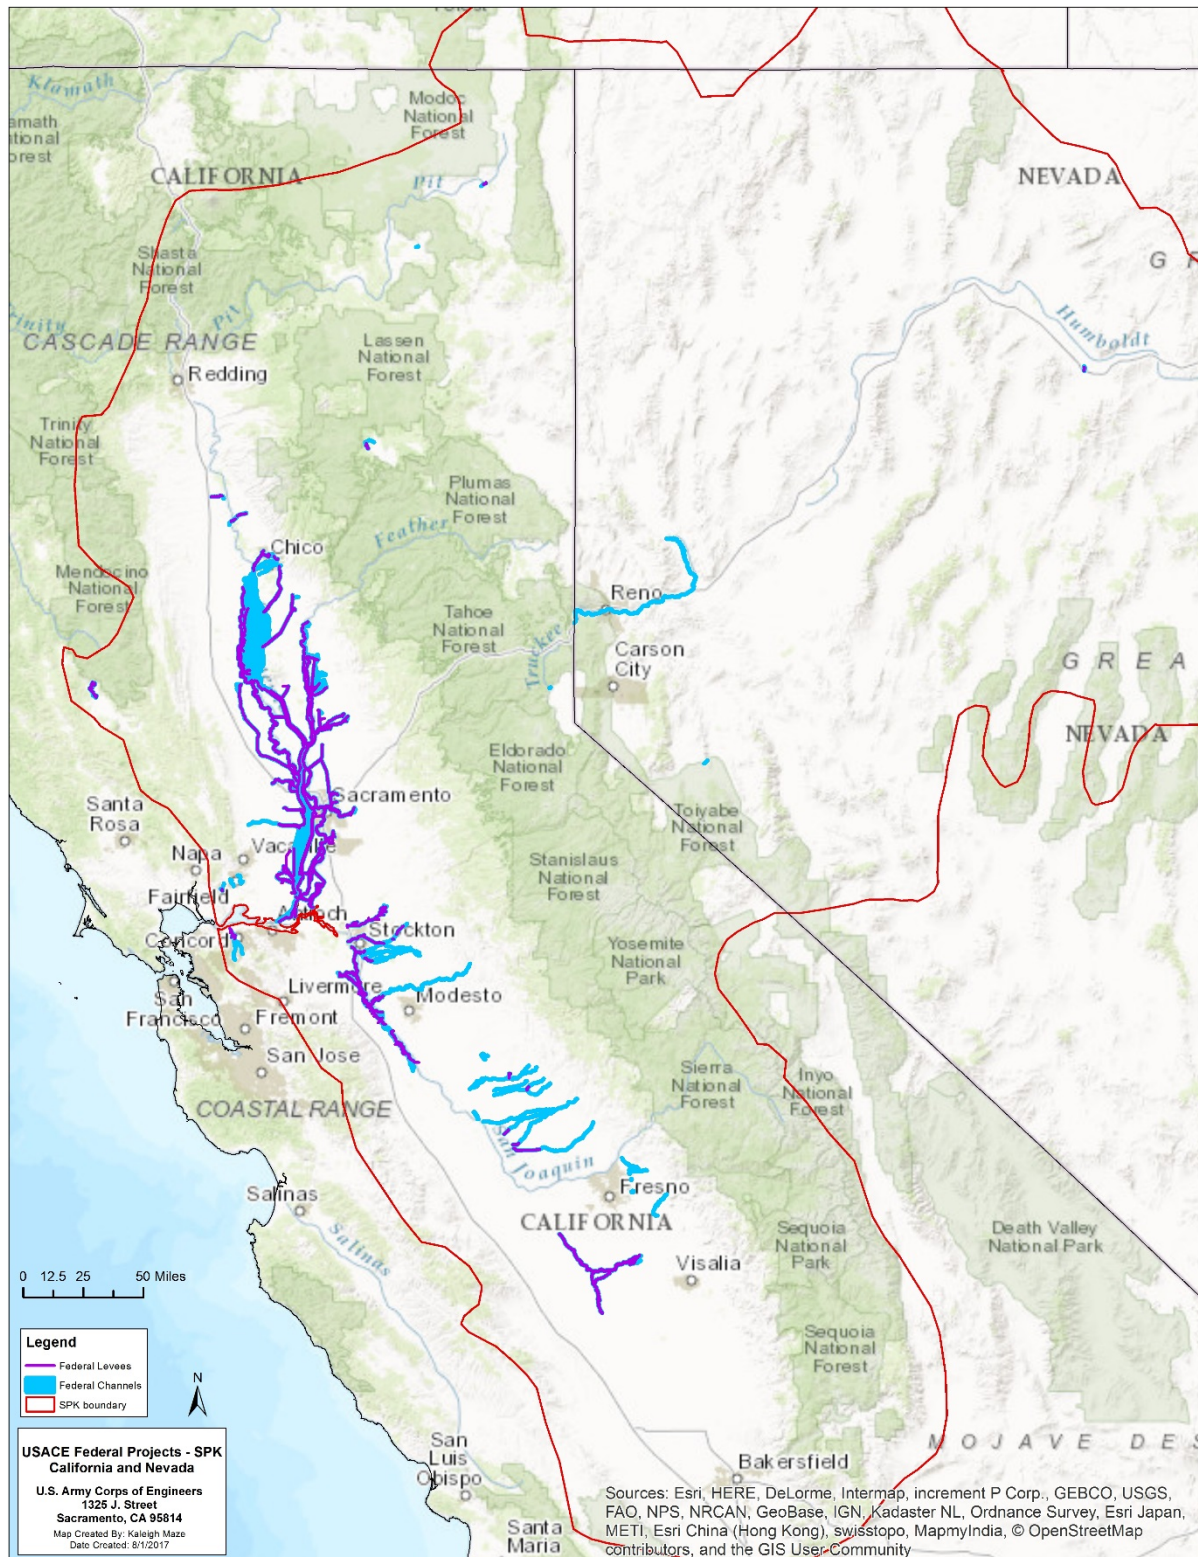 Klamath
Modoc
National
Forest
amath
ational
orest
CALIFORNIA
Pit
NEVADA
Shasta
National
Forest
G R
Trinity
Pit
Humboldt
CASCADE RANGE
Lassen
National
Forest
Redding
Trinity
National
Forest
Plumas
National
Forest
Feather
Chico
Mendocino
National
Forest
Reno
Tahoe
National
Forest
Truckee
Carson
City
G R E A
NEVADA
Eldorado
National
Forest
Sacramento
Santa
Rosa
Toiyabe
National
Forest
Napa
Vacaville
Stanislaus
National
Forest
Fairfield
Antioch
Concord
Stockton
Yosemite
National
Park
Livermore
Modesto
San
Francisco
Fremont
San Jose
Sierra
National
Forest
Inyo
National
Forest
COASTAL RANGE
San Joaquin
Fresno
Salinas
Salinas
CALIFORNIA
Sequoia
National
Park
Death Valley
National Park
Visalia
0 12.5 25 50 Miles
Sequoia
National
Forest
Legend
Federal Levees
Federal Channels
SPK boundary
N
USACE Federal Projects - SPK
California and Nevada
U.S. Army Corps of Engineers
1325 J. Street
Sacramento, CA 95814
Map Created By: Kaleigh Maze
Date Created: 8/1/2017
San
Luis
Obispo
Bakersfield
MOJAVE DES
Santa
Maria
Sources: Esri, HERE, DeLorme, Intermap, increment P Corp., GEBCO, USGS,
FAO, NPS, NRCAN, GeoBase, IGN, Kadaster NL, Ordnance Survey, Esri Japan,
METI, Esri China (Hong Kong), swisstopo, MapmyIndia, © OpenStreetMap
contributors, and the GIS User Community